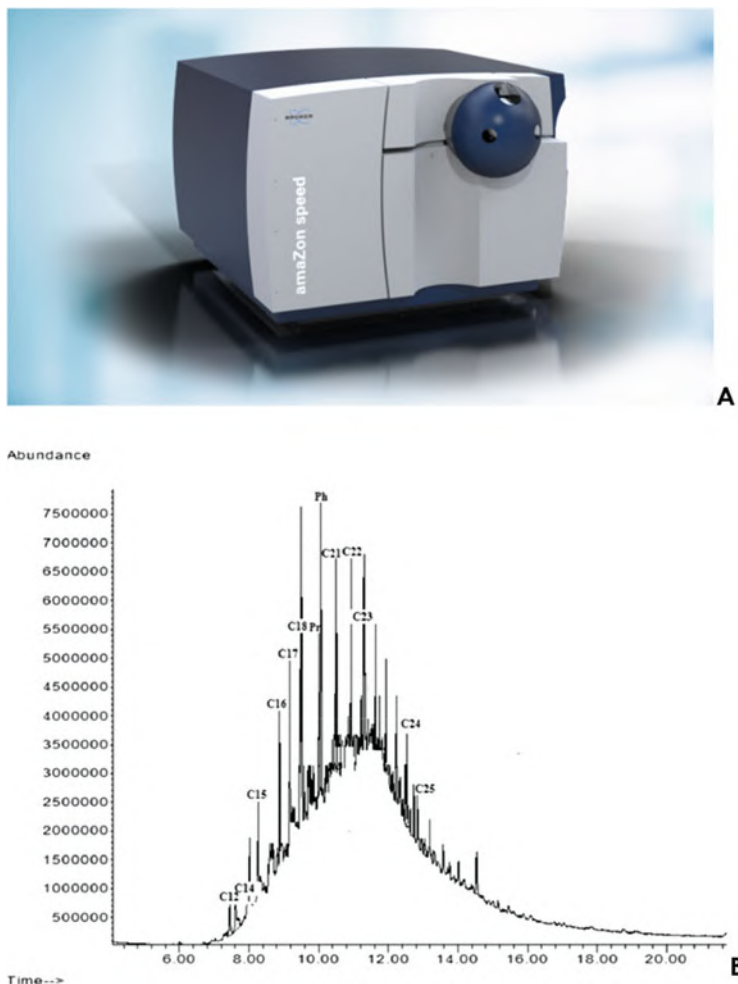 BRUKER
amaZon speed
A
Abundance
7500000
7000000
6500000
6000000
5500000
5000000
4500000
4000000
3500000
3000000
2500000
2000000
1500000
1000000
500000
Ph
C21 C22
C18 Pr C23
C17
C16
C24
C15 C25
C14
C12
6.00 8.00 10.00 12.00 14.00 16.00 18.00 20.00
Time-->
B